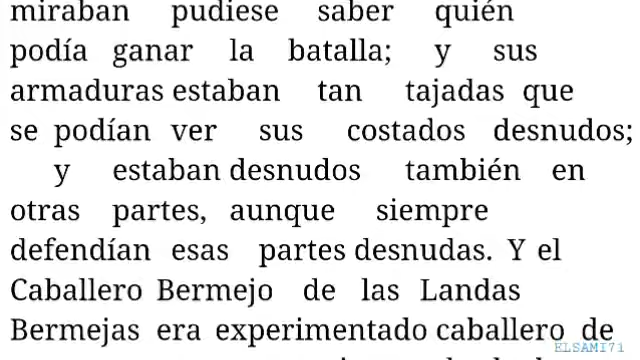 miraban pudiese saber quién
podía ganar la batalla; y sus
armaduras estaban tan tajadas que
se podían ver sus costados desnudos;
y estaban desnudos también en
otras partes, aunque siempre
defendían esas partes desnudas. Y el
Caballero Bermejo de las Landas
Bermejas era experimentado caballero de
ELSAMI71